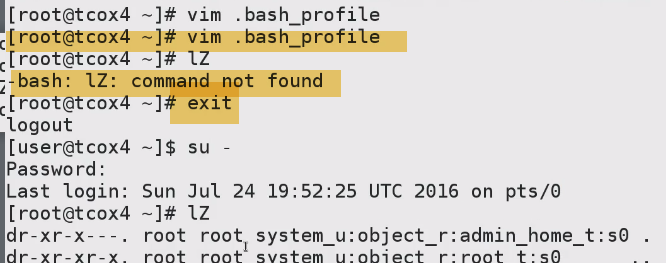 [root@tcox4 ~]# vim .bash_profile
[root@tcox4 ~]# vim .bash_profile
[root@tcox4 ~]# lZ
-bash: lZ: command not found
[root@tcox4 ~]# exit
logout
[user@tcox4 ~]$ su -
Password:
Last login: Sun Jul 24 19:52:25 UTC 2016 on pts/0
[root@tcox4 ~]# lZ
dr-xr-x---. root root system_u:object_r:admin_home_t:s0 .
dr-xr-xr-x. root root system_u:object_r:root_t:s0 ..